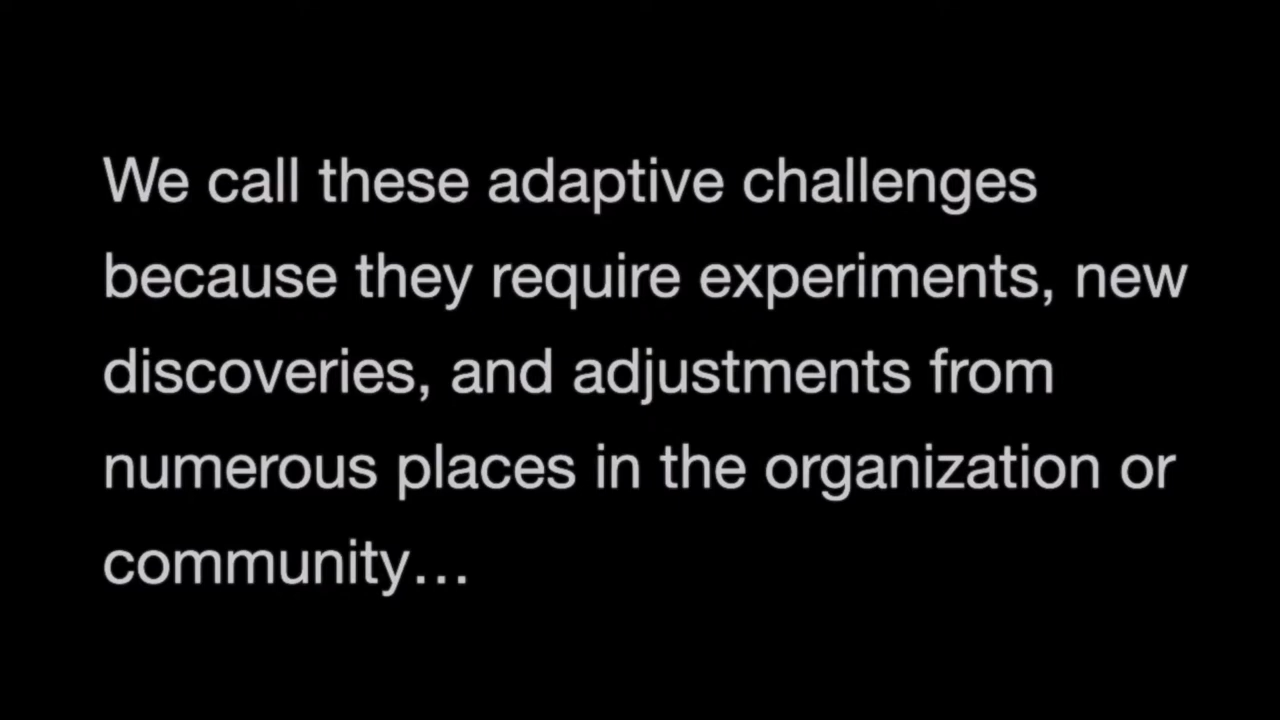 We call these adaptive challenges
because they require experiments, new
discoveries, and adjustments from
numerous places in the organization or
community…